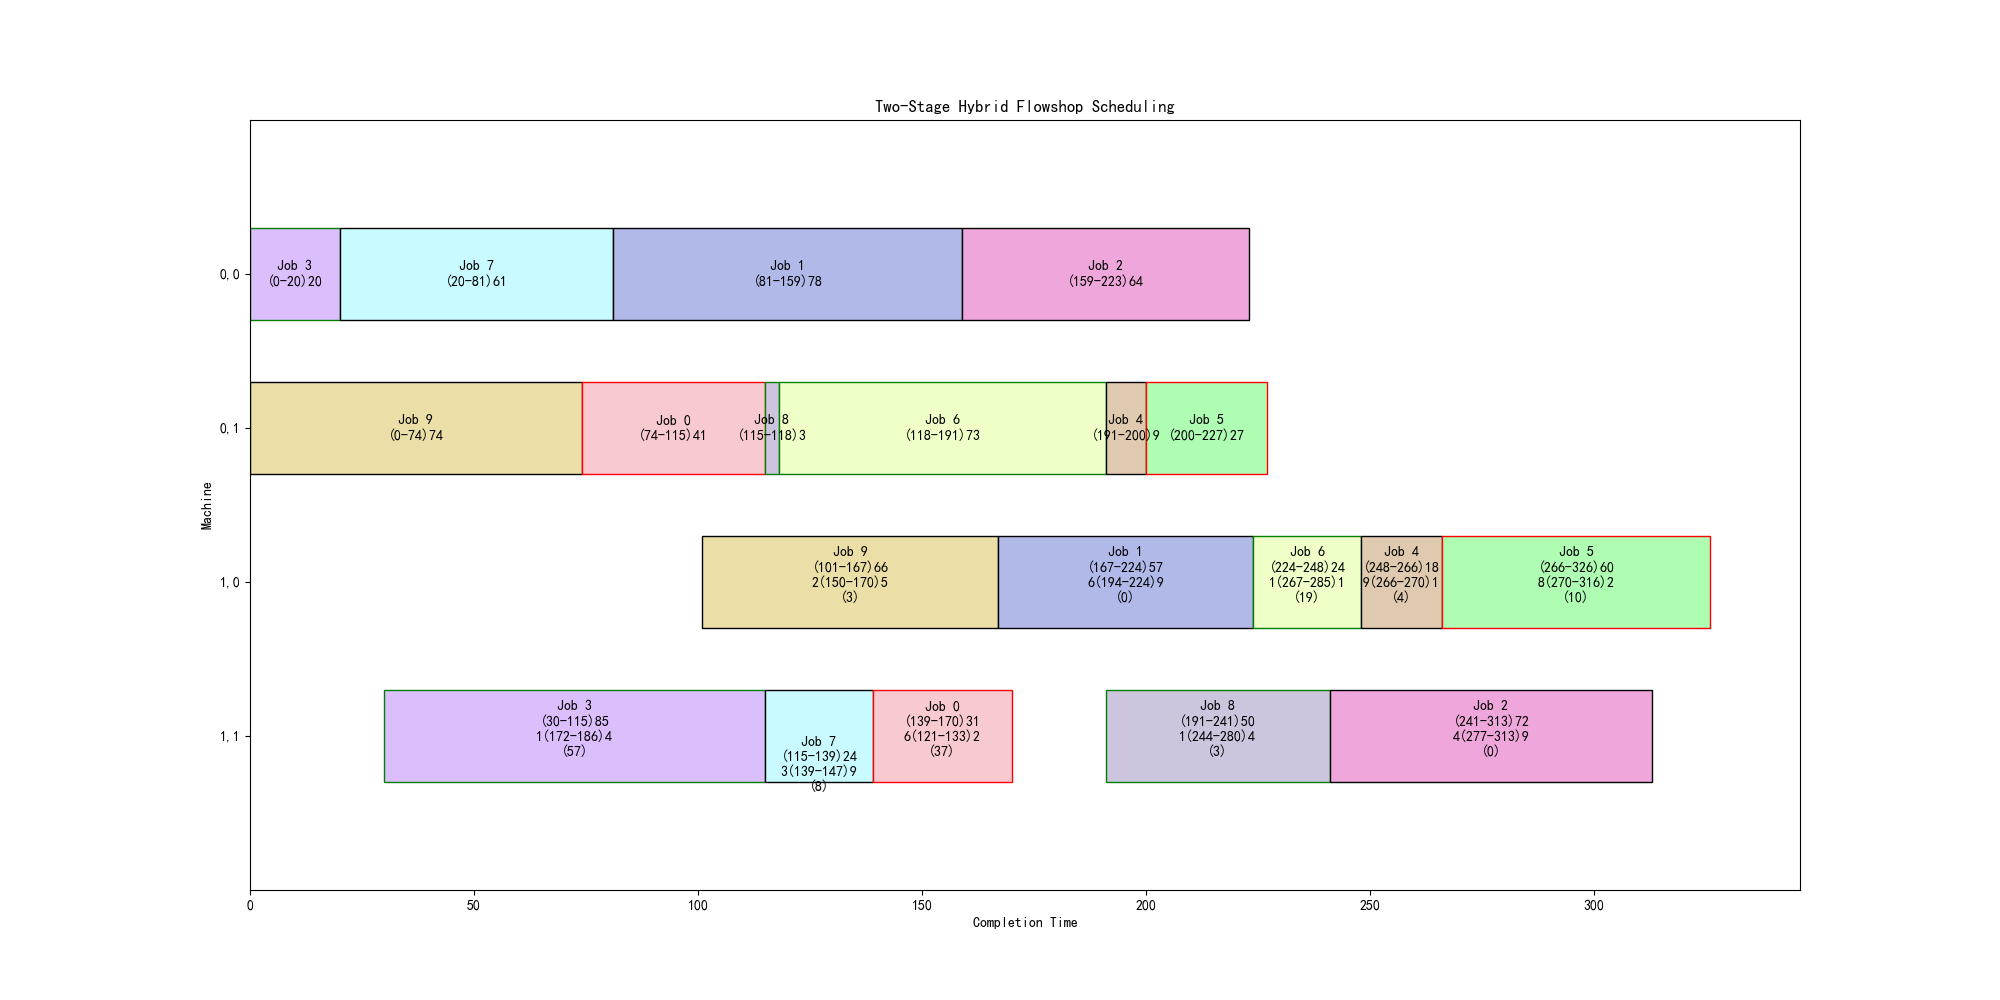 Two-Stage Hybrid Flowshop Scheduling
0,0
Job 3
(0-20)20
Job 7
(20-81)61
Job 1
(81-159)78
Job 2
(159-223)64
0,1
Job 9
(0-74)74
Job 0
(74-115)41
Job 8
(115-118)3
Job 6
(118-191)73
Job 4
(191-200)9
Job 5
(200-227)27
Machine
1,0
Job 9
(101-167)66
2(150-170)5
(3)
Job 1
(167-224)57
6(194-224)9
(0)
Job 6
(224-248)24
1(267-285)1
(19)
Job 4
(248-266)18
9(266-270)1
(4)
Job 5
(266-326)60
8(270-316)2
(10)
1,1
Job 3
(30-115)85
1(172-186)4
(57)
Job 7
(115-139)24
3(139-147)9
(8)
Job 0
(139-170)31
6(121-133)2
(37)
Job 8
(191-241)50
1(244-280)4
(3)
Job 2
(241-313)72
4(277-313)9
(0)
0
50
100
150
200
250
300
Completion Time